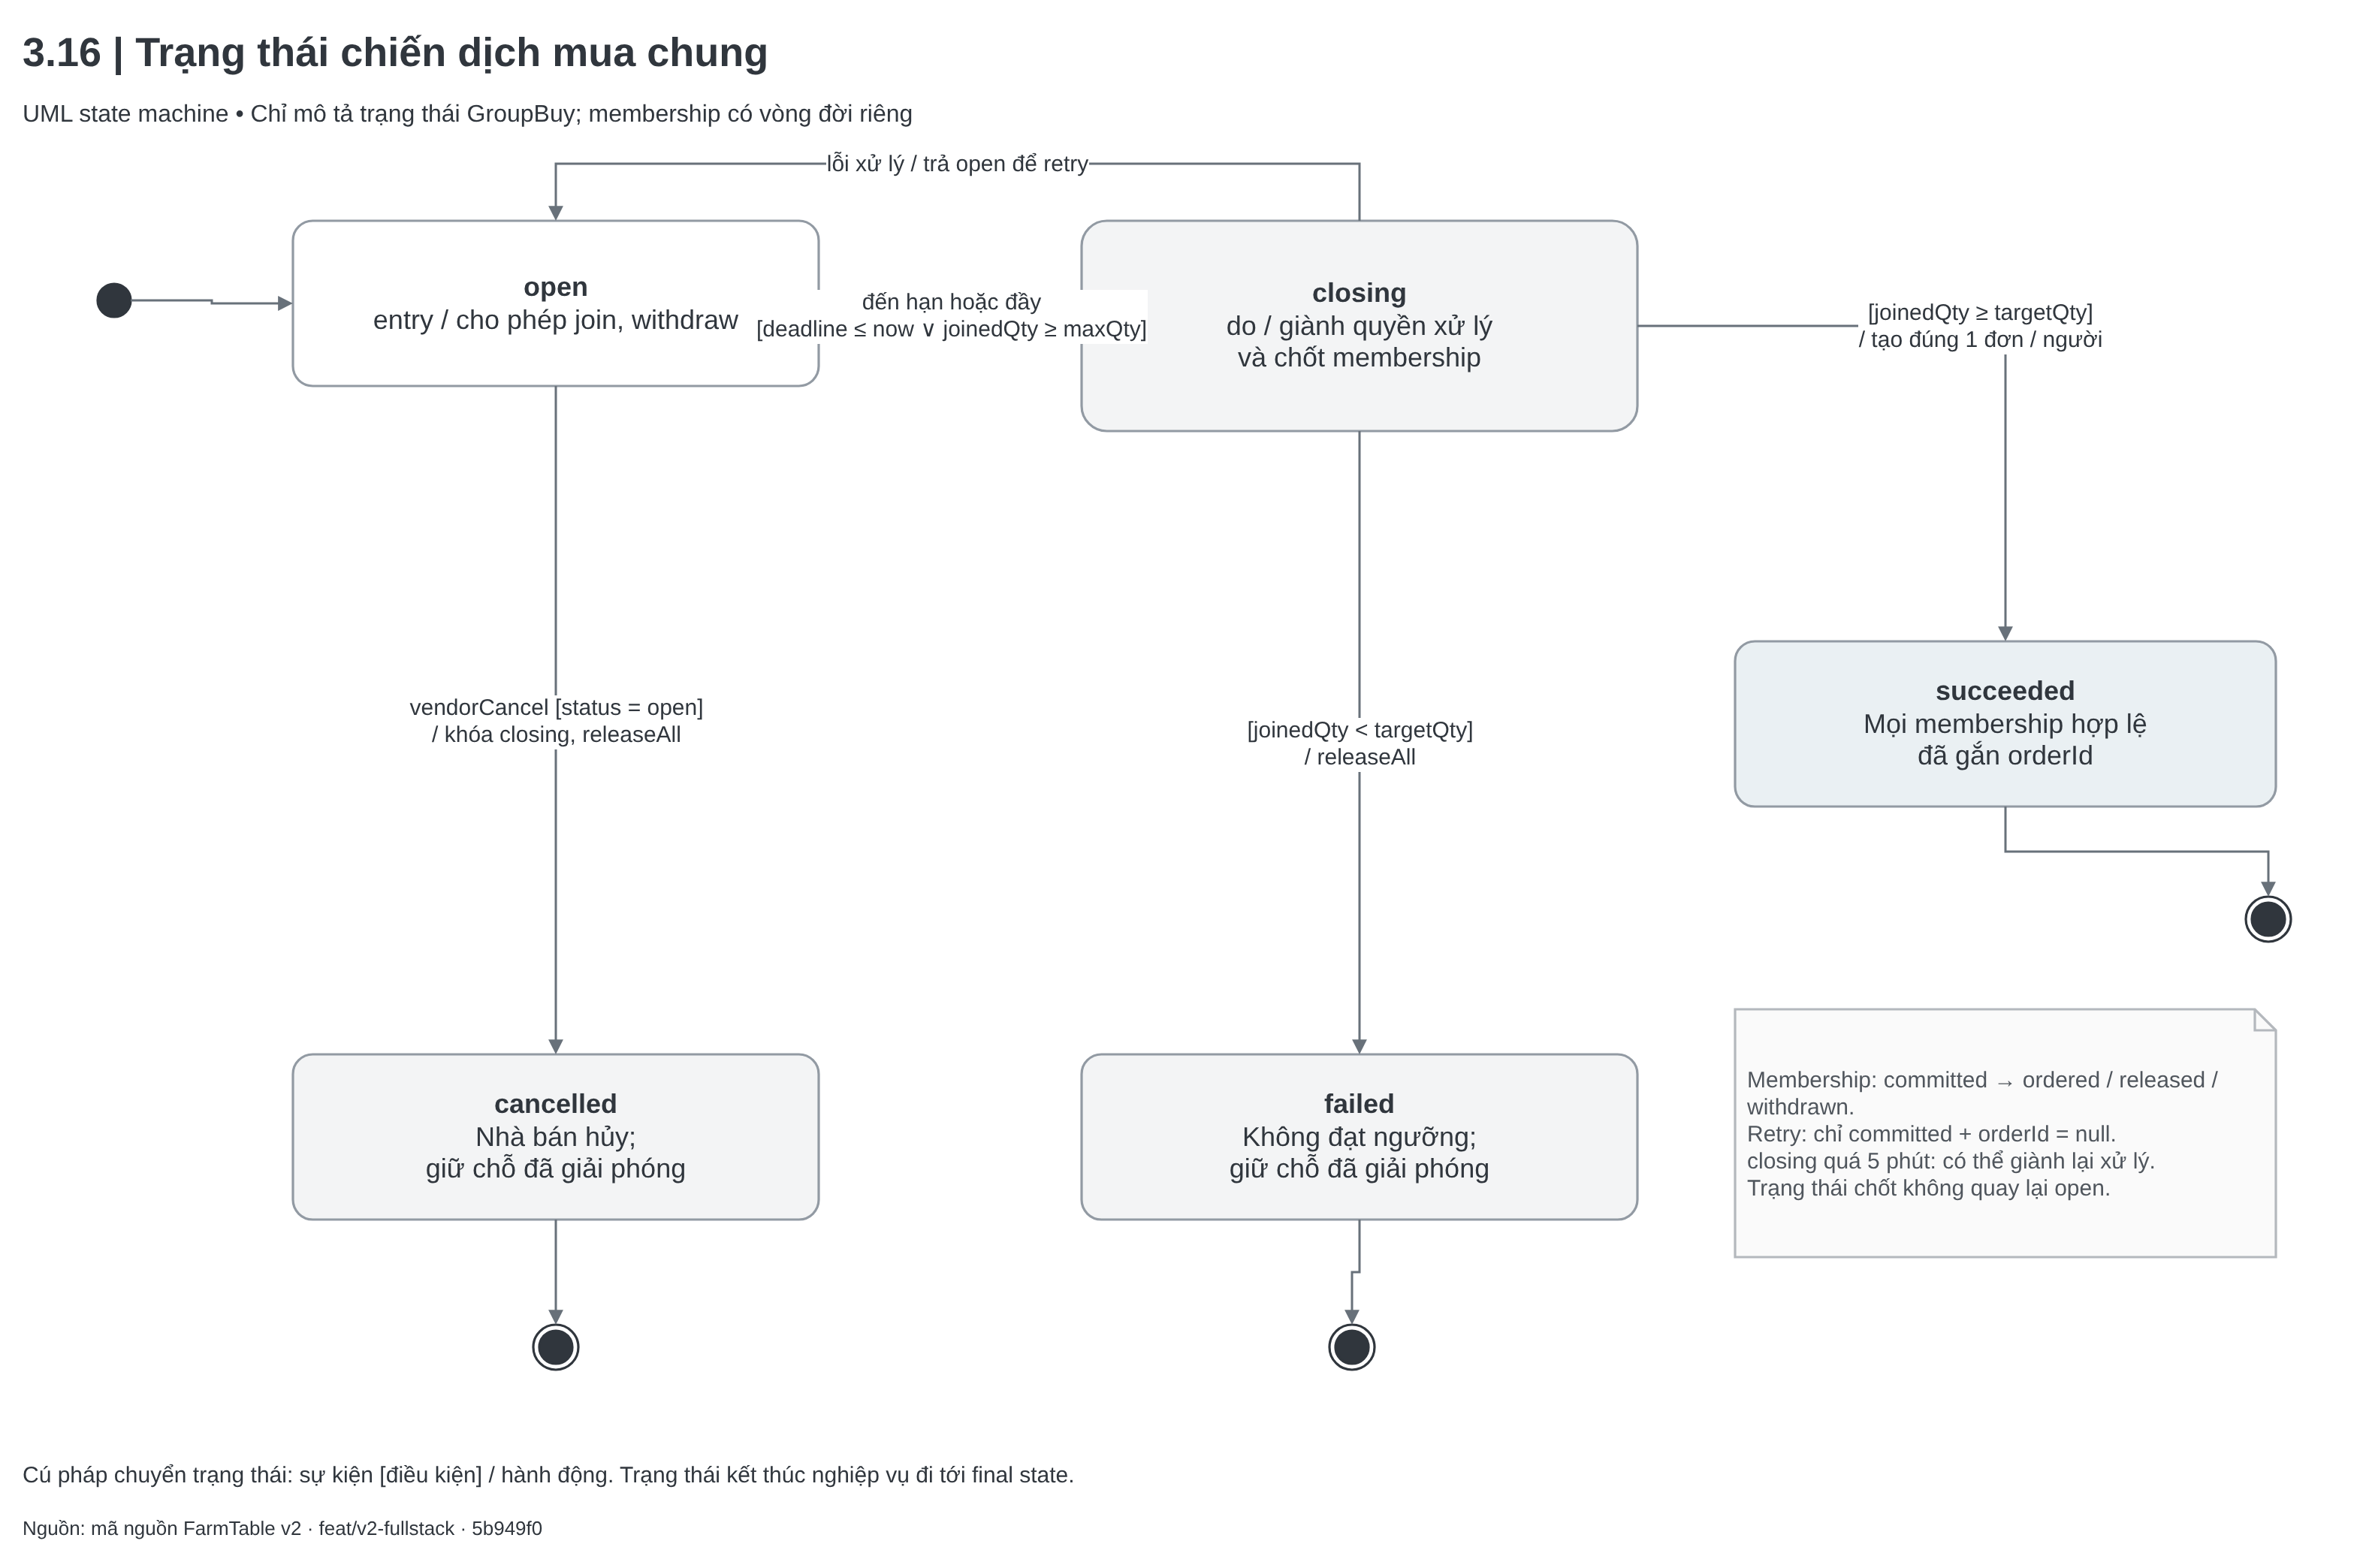 3.16 | Trạng thái chiến dịch mua chung
UML state machine • Chỉ mô tả trạng thái GroupBuy; membership có vòng đời riêng
lỗi xử lý / trả open để retry
open
entry / cho phép join, withdraw
đến hạn hoặc đầy
[deadline ≤ now ∨ joinedQty ≥ maxQty]
closing
do / giành quyền xử lý
và chốt membership
[joinedQty ≥ targetQty]
/ tạo đúng 1 đơn / người
vendorCancel [status = open]
/ khóa closing, releaseAll
[joinedQty < targetQty]
/ releaseAll
succeeded
Mọi membership hợp lệ
đã gắn orderId
cancelled
Nhà bán hủy;
giữ chỗ đã giải phóng
failed
Không đạt ngưỡng;
giữ chỗ đã giải phóng
Membership: committed → ordered / released /
withdrawn.
Retry: chỉ committed + orderId = null.
closing quá 5 phút: có thể giành lại xử lý.
Trạng thái chốt không quay lại open.
Cú pháp chuyển trạng thái: sự kiện [điều kiện] / hành động. Trạng thái kết thúc nghiệp vụ đi tới final state.
Nguồn: mã nguồn FarmTable v2 · feat/v2-fullstack · 5b949f0